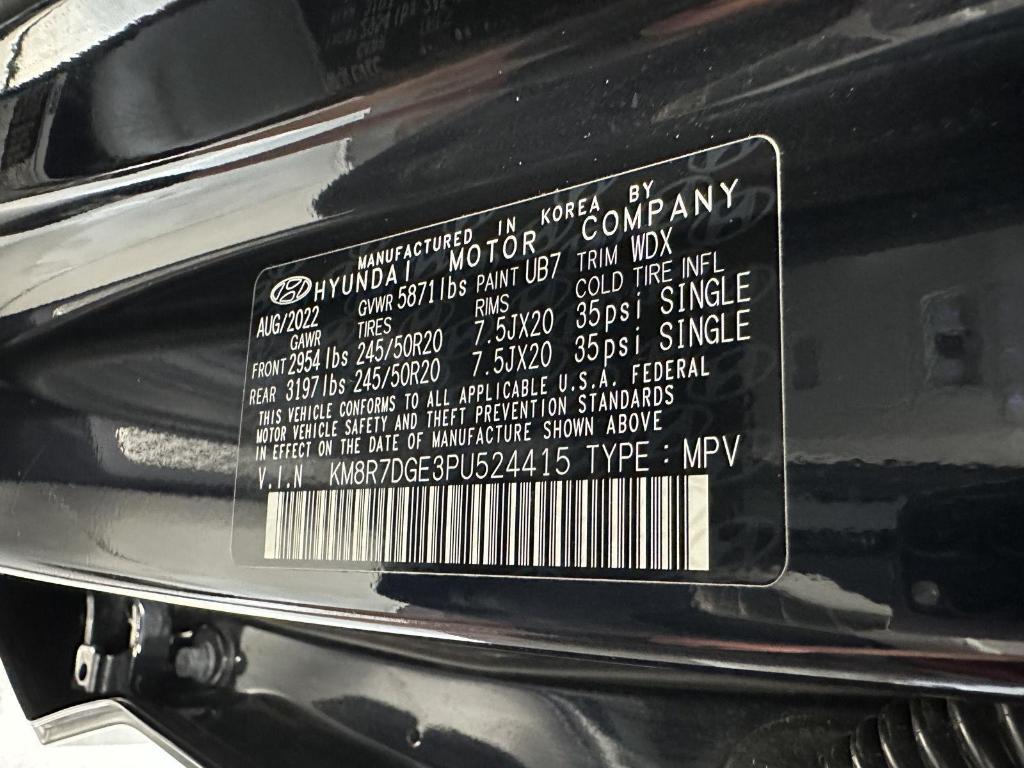 MANUFACTURED IN KOREA BY
HYUNDAI MOTOR COMPANY
AUG/2022 GVWR 5871lbs PAINT UB7 TRIM WDX
GAWR TIRES RIMS COLD TIRE INFL
FRONT 2954lbs 245/50R20 7.5JX20 35psi SINGLE
REAR 3197lbs 245/50R20 7.5JX20 35psi SINGLE
THIS VEHICLE CONFORMS TO ALL APPLICABLE U.S.A. FEDERAL
MOTOR VEHICLE SAFETY AND THEFT PREVENTION STANDARDS
IN EFFECT ON THE DATE OF MANUFACTURE SHOWN ABOVE
V.I.N KM8R7DGE3PU524415 TYPE : MPV